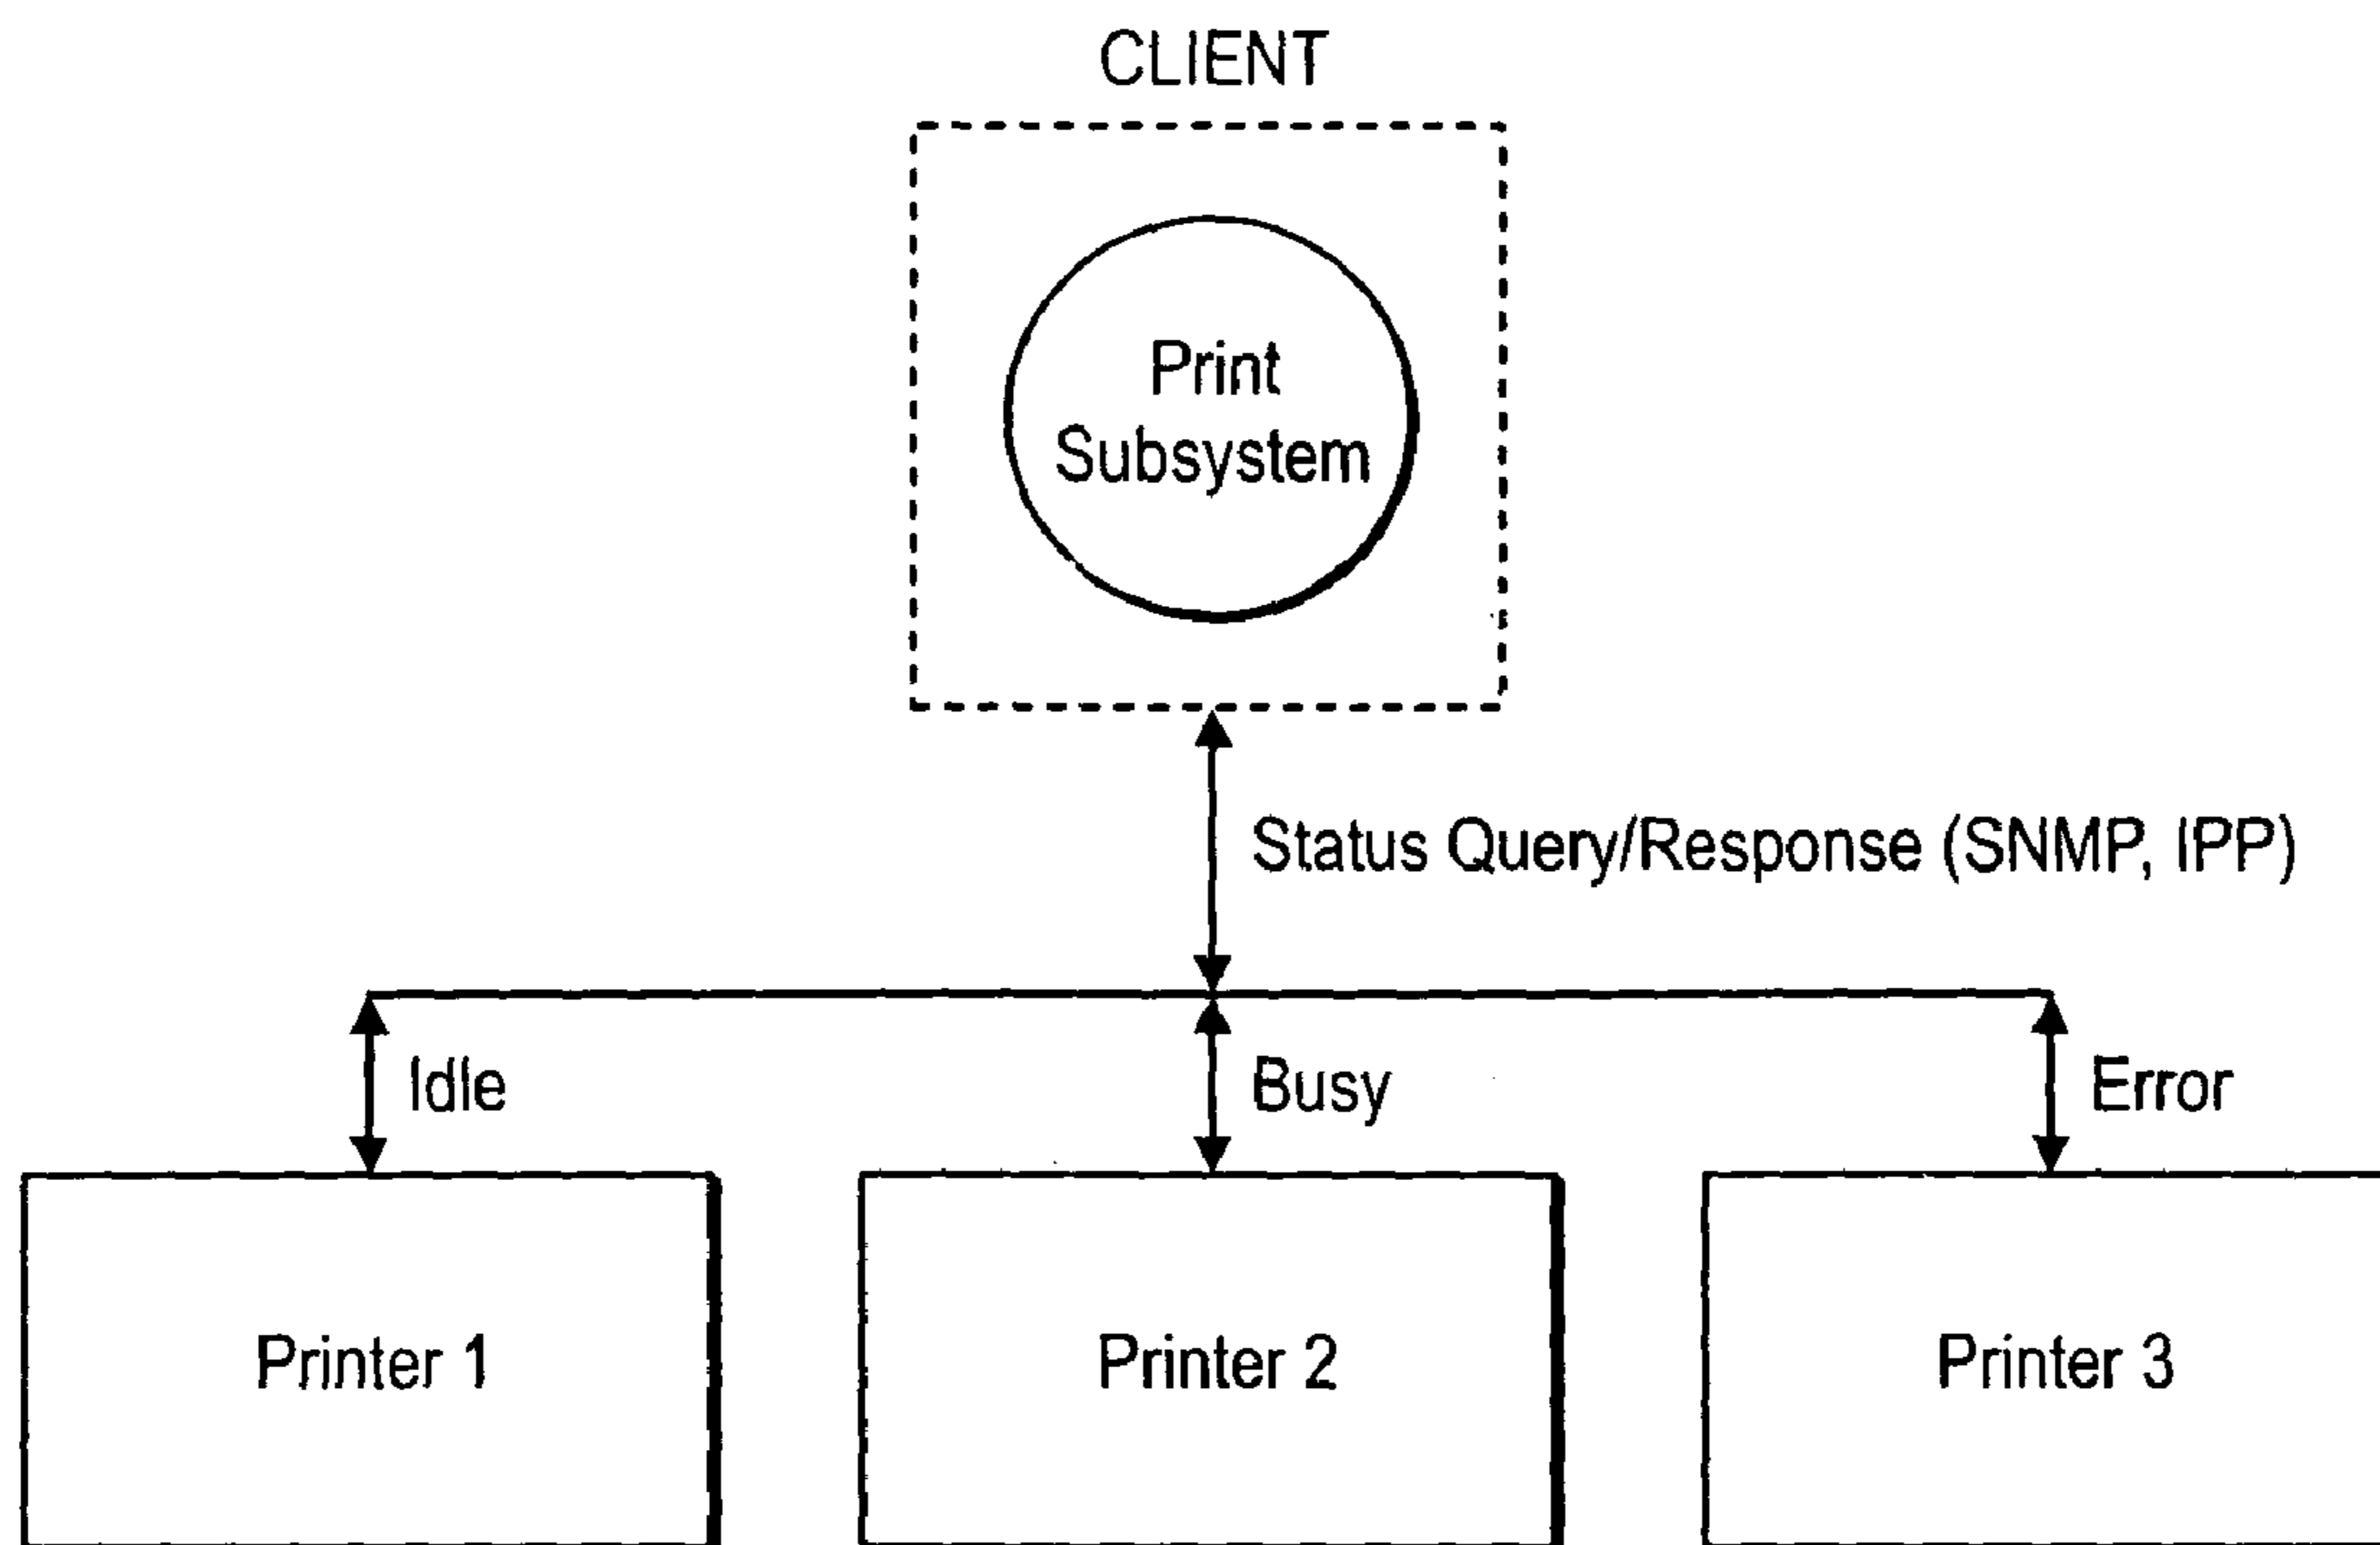 CLIENT
Print
Subsystem
Status Query/Response (SNMP, IPP)
Idle
Busy
Error
Printer 1
Printer 2
Printer 3